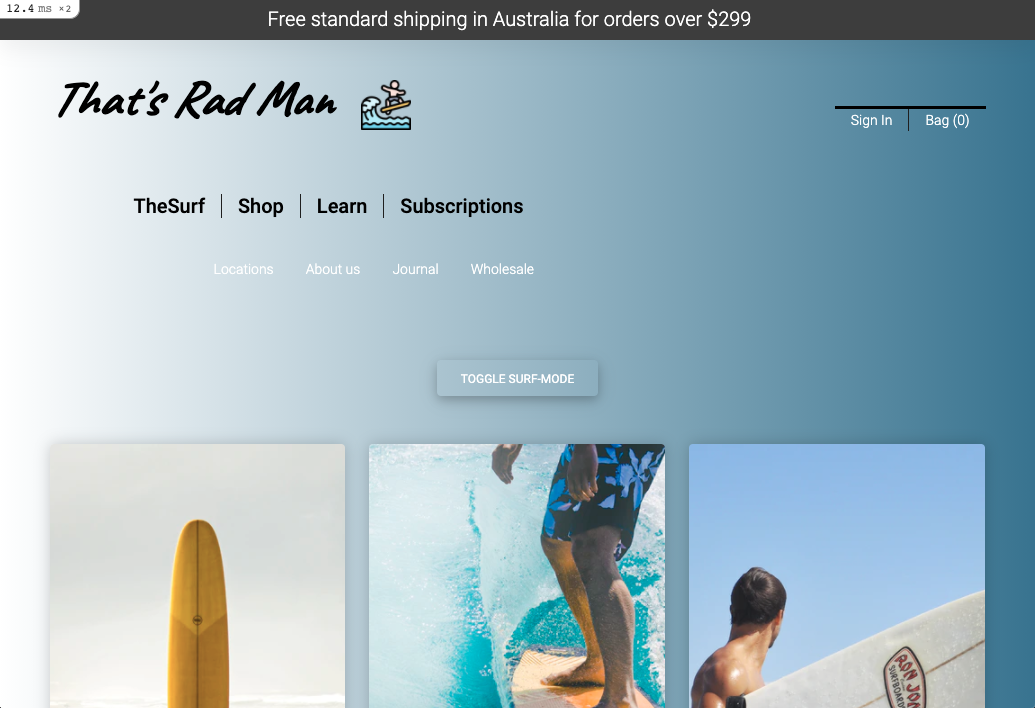 12.4 ms ×2
Free standard shipping in Australia for orders over $299
That's Rad Man
Sign In Bag (0)
TheSurf Shop Learn Subscriptions
Locations About us Journal Wholesale
TOGGLE SURF-MODE
RON JON
SURFBOARDS